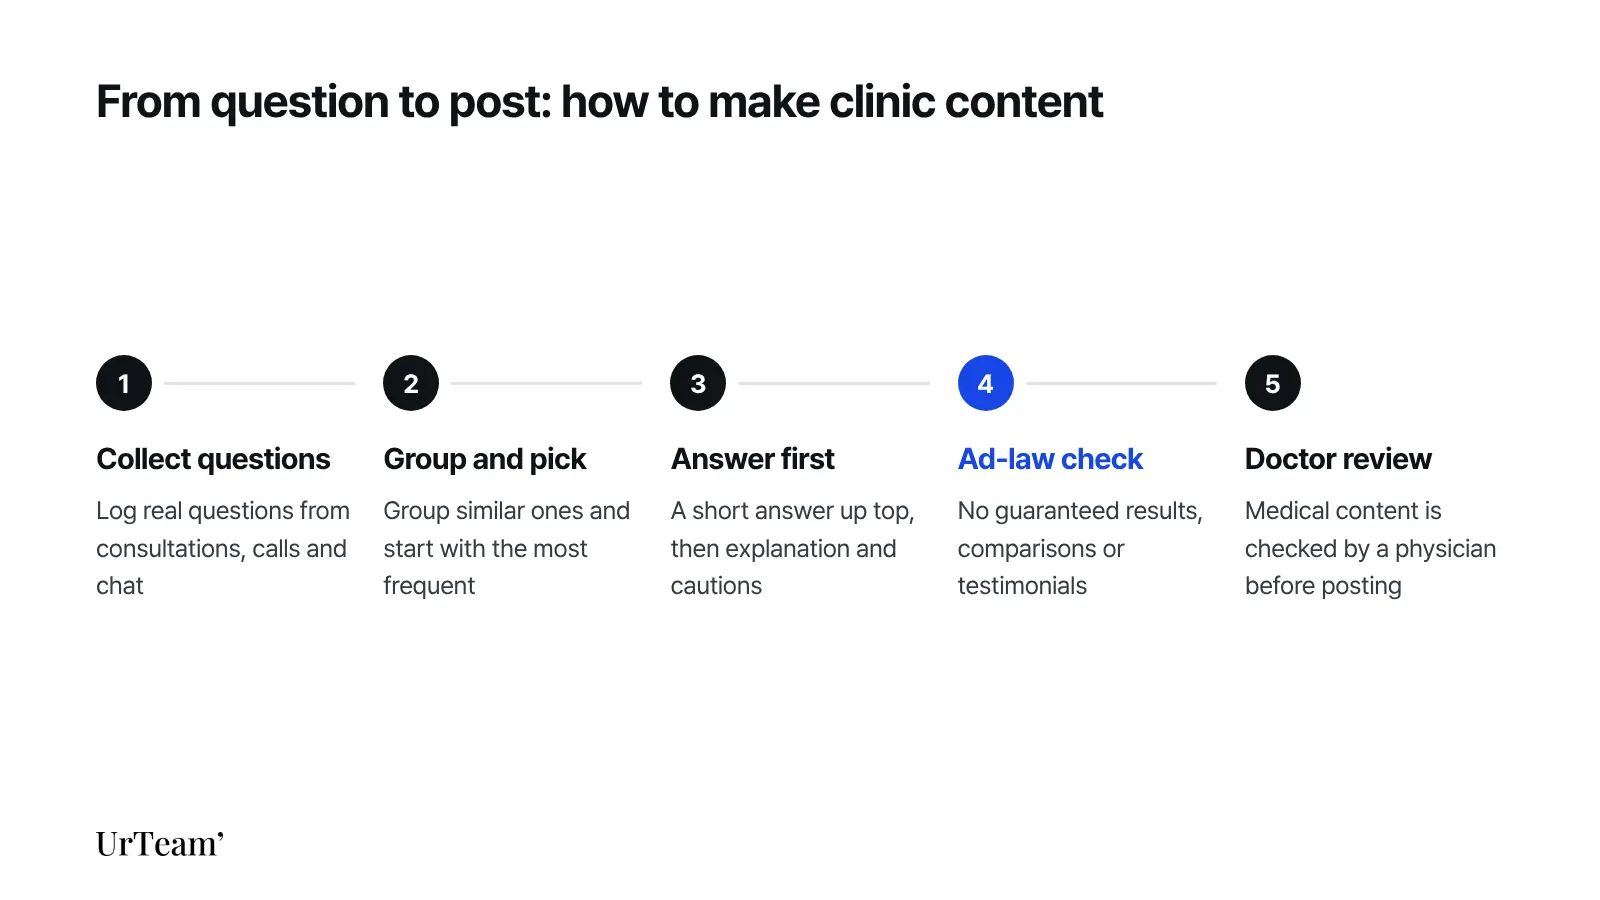 From question to post: how to make clinic content
1
Collect questions
Log real questions from
consultations, calls and
chat
2
Group and pick
Group similar ones and
start with the most
frequent
3
Answer first
A short answer up top,
then explanation and
cautions
4
Ad-law check
No guaranteed results,
comparisons or
testimonials
5
Doctor review
Medical content is
checked by a physician
before posting
UrTeam’